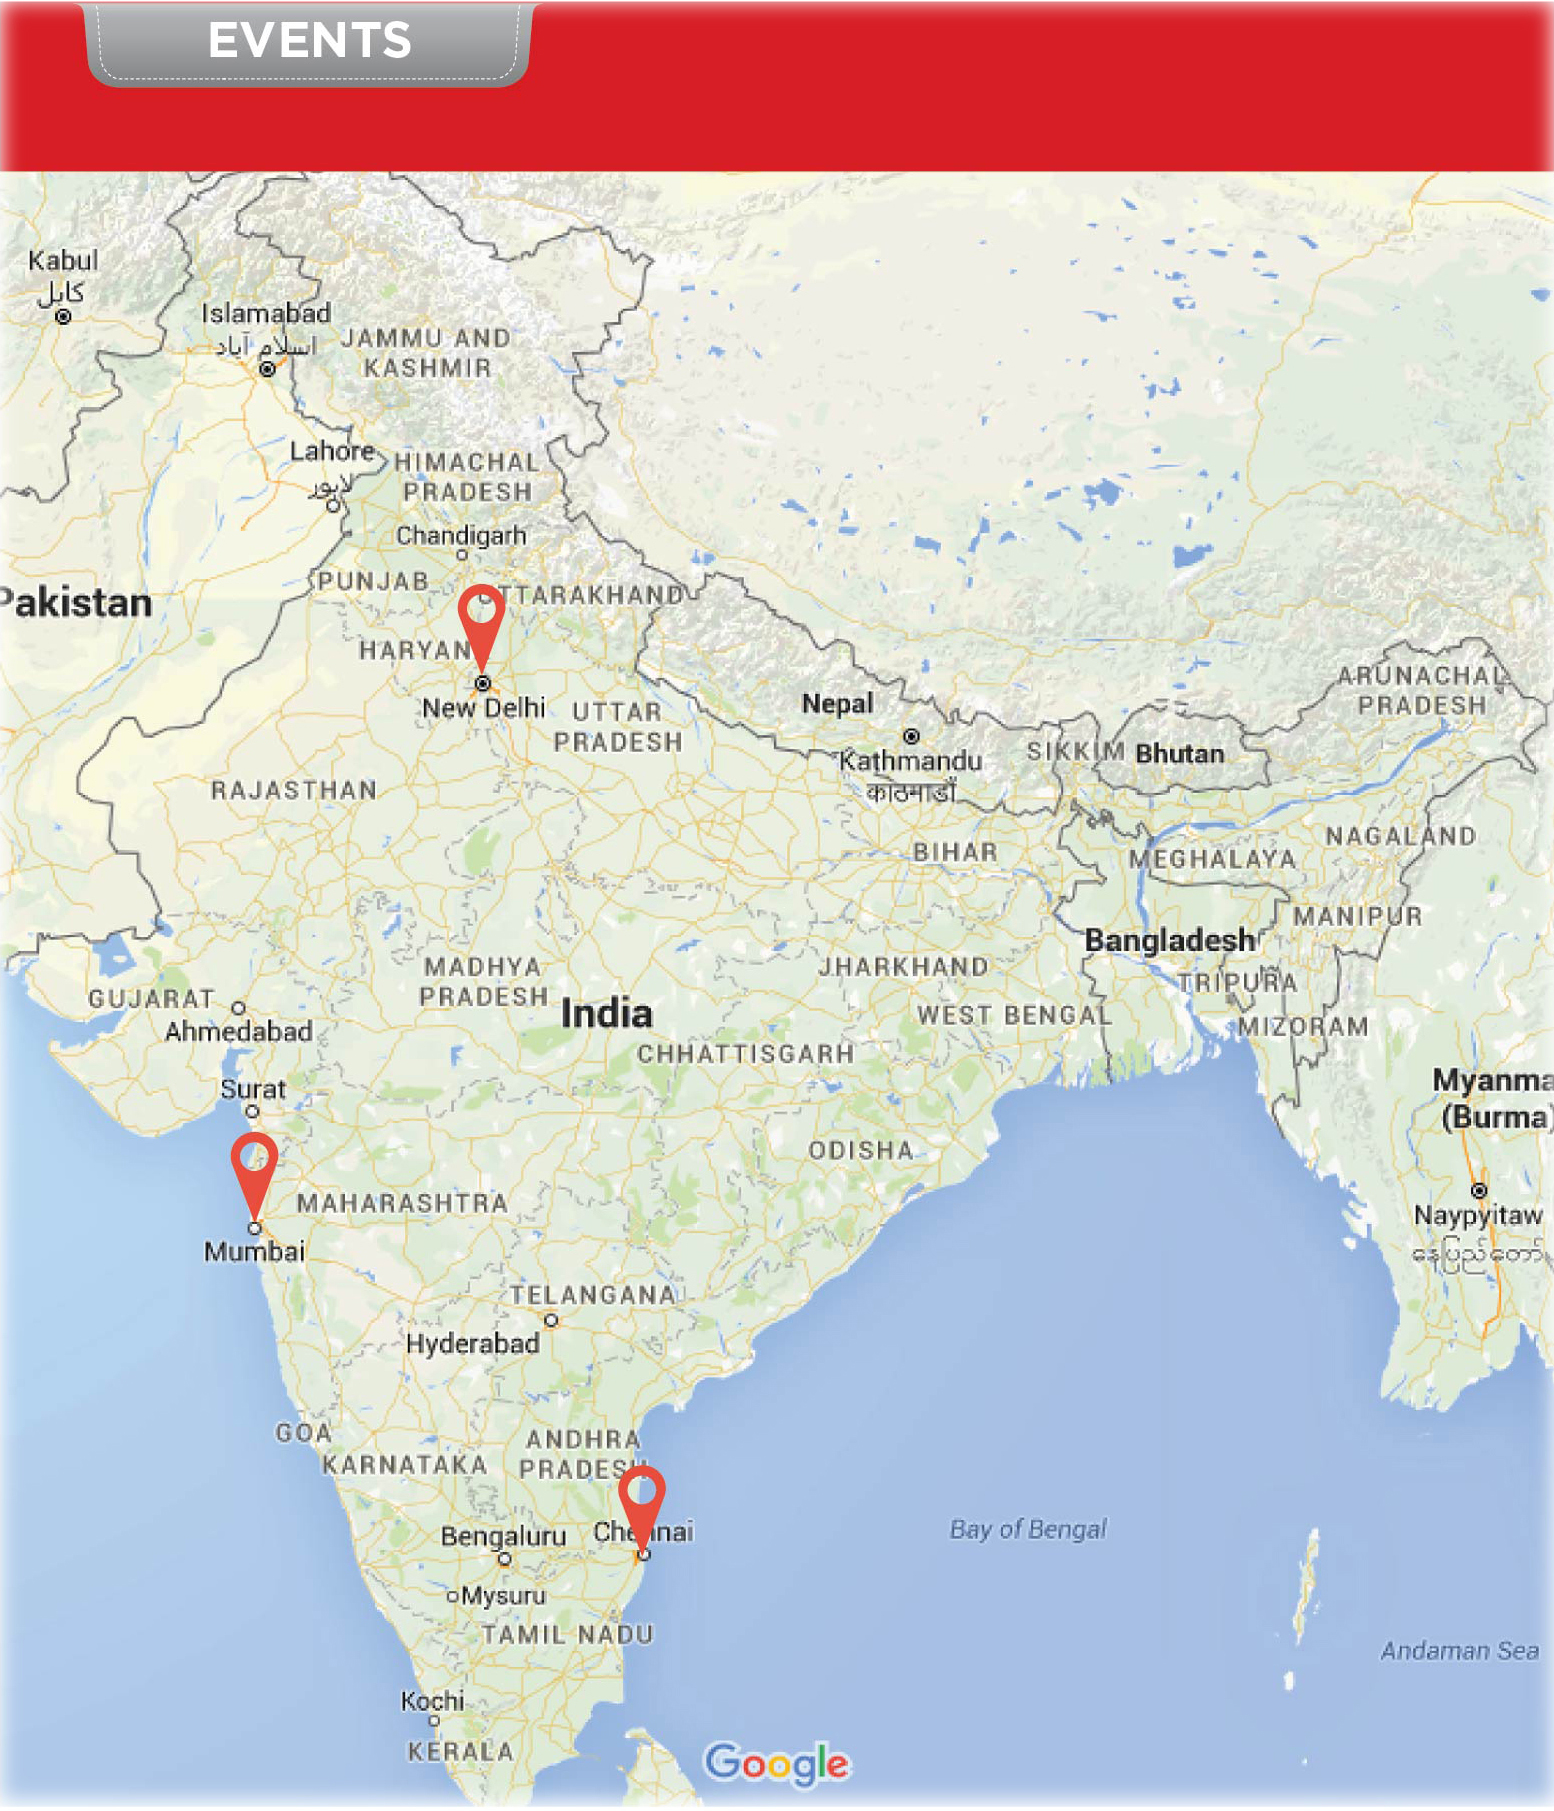 EVENTS
Kabul
کابل
Islamabad
اسلام آباد
JAMMU AND
KASHMIR
Lahore
لاہور
HIMACHAL
PRADESH
Chandigarh
PUNJAB
UTTARAKHAND
Pakistan
HARYAN
New Delhi
UTTAR
PRADESH
Nepal
Kathmandu
काठमाडौँ
SIKKIM
Bhutan
ARUNACHAL
PRADESH
RAJASTHAN
BIHAR
MEGHALAYA
NAGALAND
MANIPUR
Bangladesh
GUJARAT
Ahmedabad
MADHYA
PRADESH
India
JHARKHAND
WEST BENGAL
TRIPURA
MIZORAM
CHHATTISGARH
Surat
Myanma
(Burma)
ODISHA
MAHARASHTRA
Mumbai
Naypyitaw
နေပြည်တော်
TELANGANA
Hyderabad
GOA
KARNATAKA
ANDHRA
PRADESH
Bengaluru
Chennai
Bay of Bengal
Mysuru
TAMIL NADU
Andaman Sea
Kochi
KERALA
Google